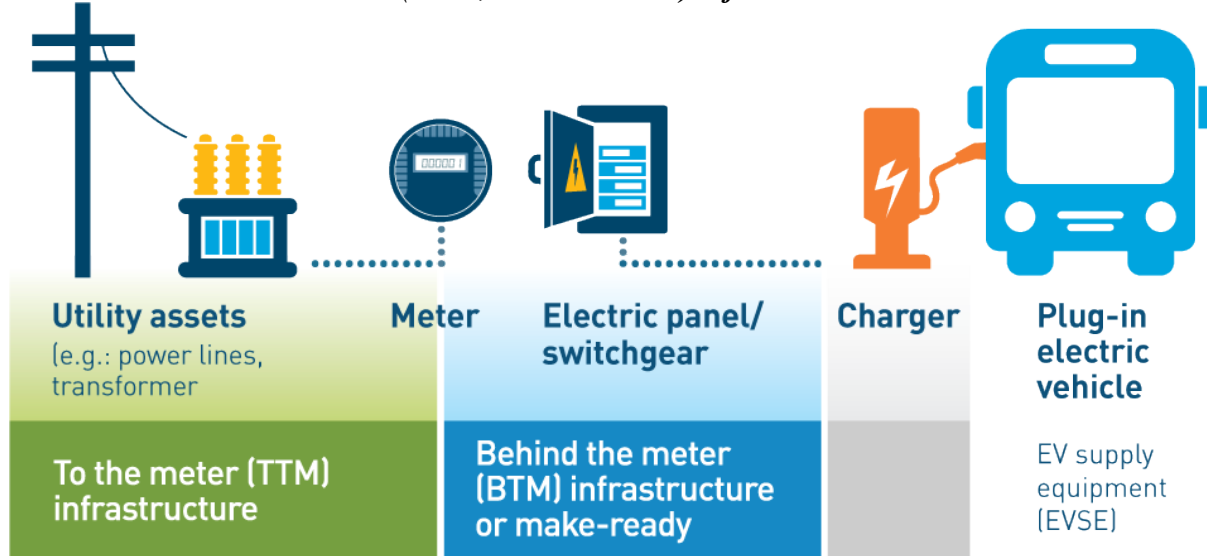 000001
Utility assets
(e.g.: power lines,
transformer
Meter
Electric panel/
switchgear
Charger
Plug-in
electric
vehicle
To the meter (TTM)
infrastructure
Behind the meter
(BTM) infrastructure
or make-ready
EV supply
equipment
(EVSE)